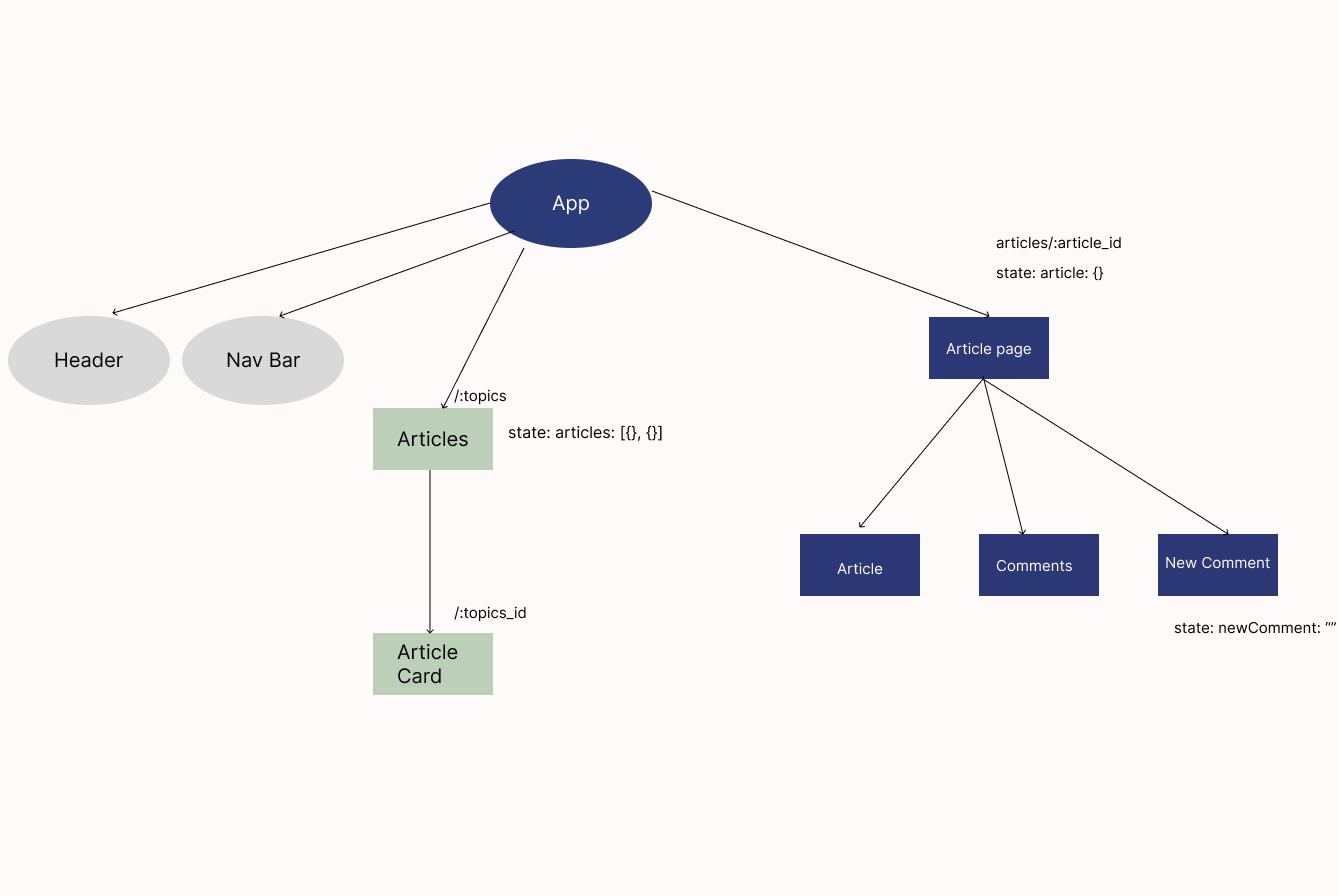 App
articles/:article_id
state: article: {}
Header
Nav Bar
Article page
/:topics
Articles
state: articles: [{}, {}]
Article
Comments
New Comment
/:topics_id
state: newComment: “”
Article
Card